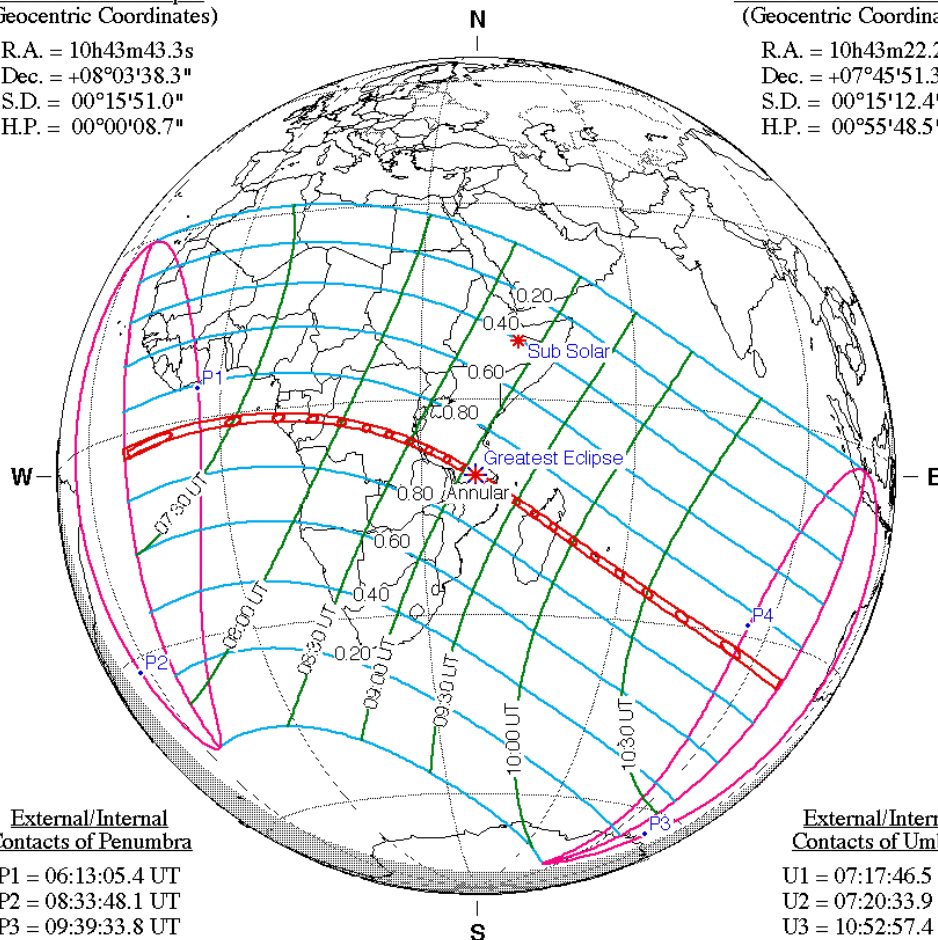 Geocentric Coordinates)
R.A. = 10h43m43.3s
Dec. = +08°03'38.3"
S.D. = 00°15'51.0"
H.P. = 00°00'08.7"
N
(Geocentric Coordina
R.A. = 10h43m22.2
Dec. = +07°45'51.3
S.D. = 00°15'12.4'
H.P. = 00°55'48.5'
0.20
0.40
Sub Solar
0.60
P1
0.80
Greatest Eclipse
W
E
0.80
Annular
07:30 UT
0.60
0.40
08:00 UT
P4
08:30 UT
0.20
P2
09:00 UT
09:30 UT
10:00 UT
10:30 UT
P3
External/Internal
Contacts of Penumbra
P1 = 06:13:05.4 UT
P2 = 08:33:48.1 UT
P3 = 09:39:33.8 UT
S
External/Intern
Contacts of Um
U1 = 07:17:46.5
U2 = 07:20:33.9
U3 = 10:52:57.4